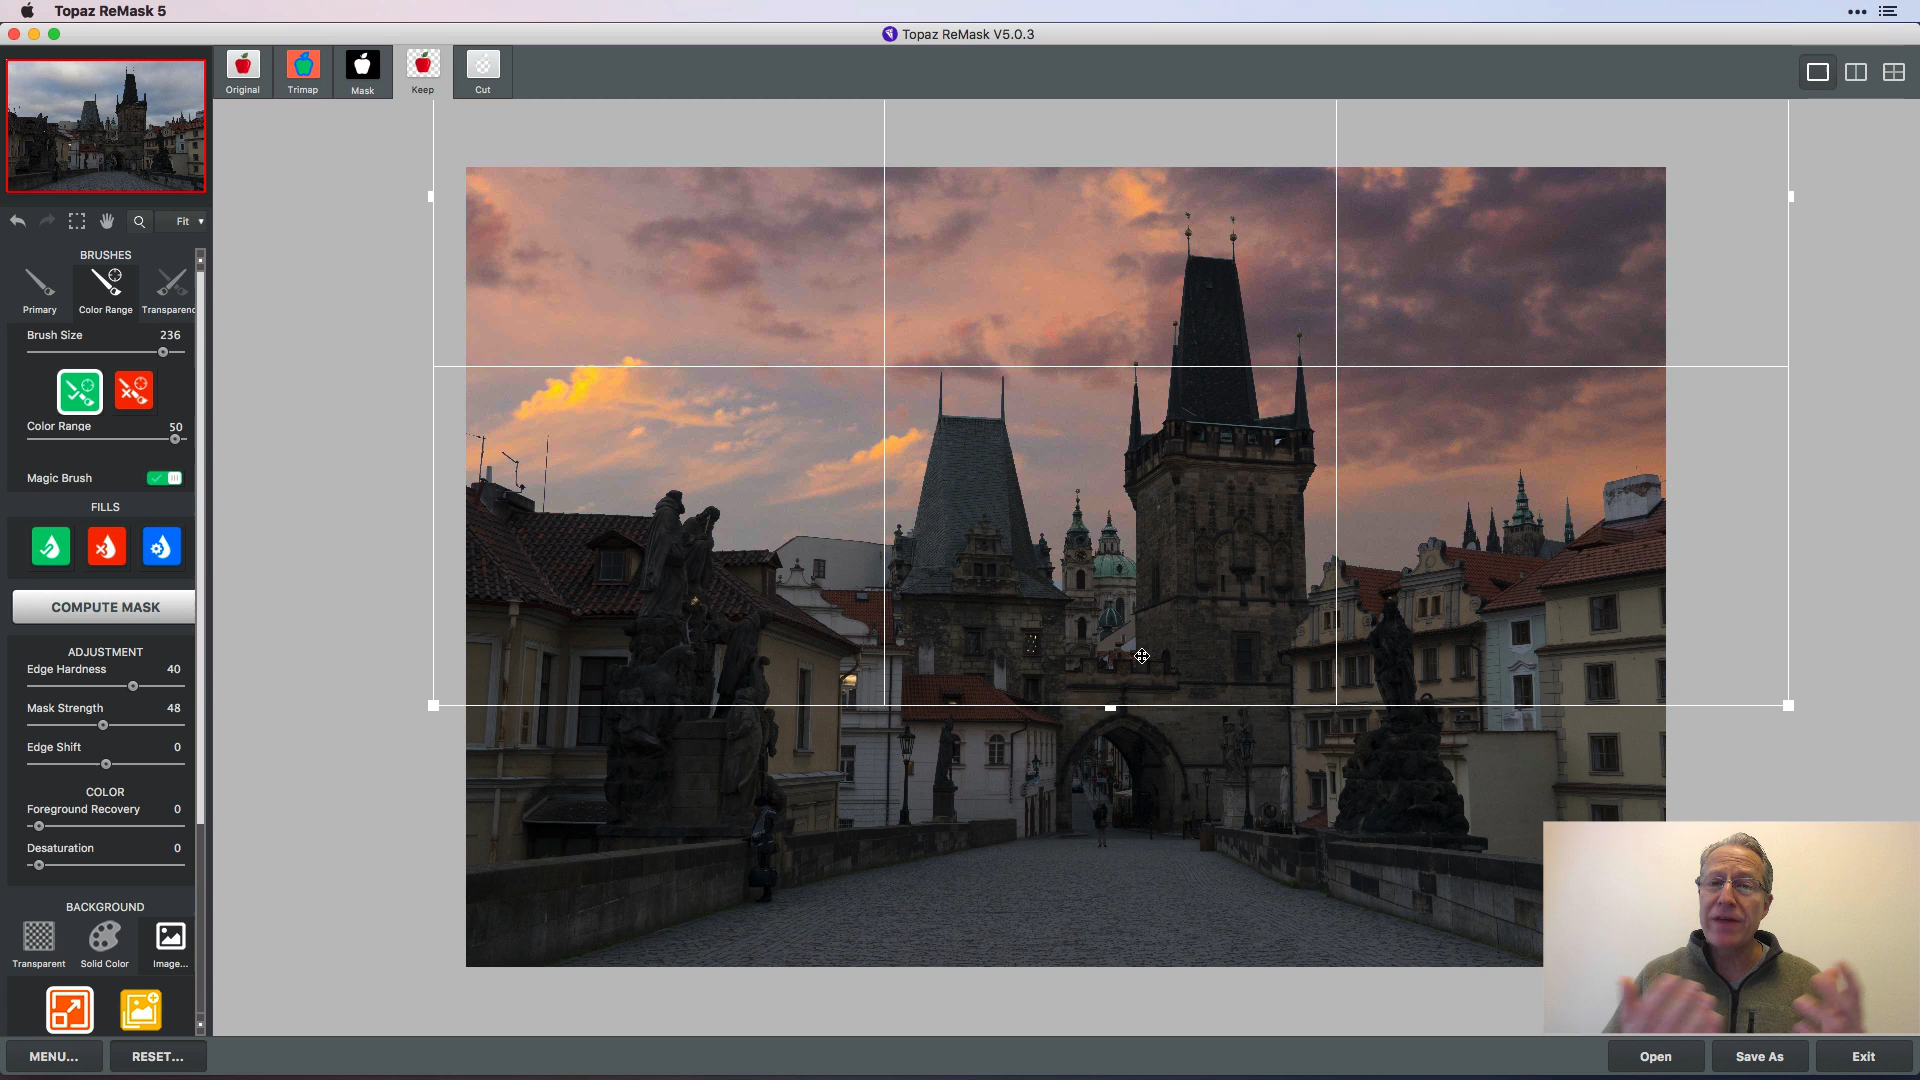 Topaz ReMask 5
Topaz ReMask V5.0.3
Original
Trimap
Mask
Keep
Cut
Fit
BRUSHES
Primary
Color Range
Transparenc
Brush Size 236
Color Range 50
Magic Brush
FILLS
COMPUTE MASK
ADJUSTMENT
Edge Hardness 40
Mask Strength 48
Edge Shift 0
COLOR
Foreground Recovery 0
Desaturation 0
BACKGROUND
Transparent
Solid Color
Image...
MENU...
RESET...
Open
Save As
Exit